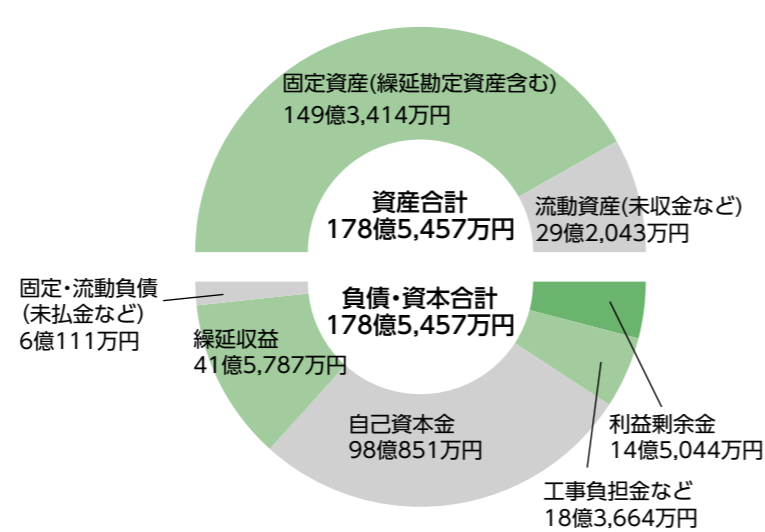 固定資産(繰延勘定資産含む)
149億3,414万円
資産合計
178億5,457万円
流動資産(未収金など)
29億2,043万円
固定・流動負債
(未払金など)
6億111万円
負債・資本合計
178億5,457万円
繰延収益
41億5,787万円
自己資本金
98億851万円
利益剰余金
14億5,044万円
工事負担金など
18億3,664万円